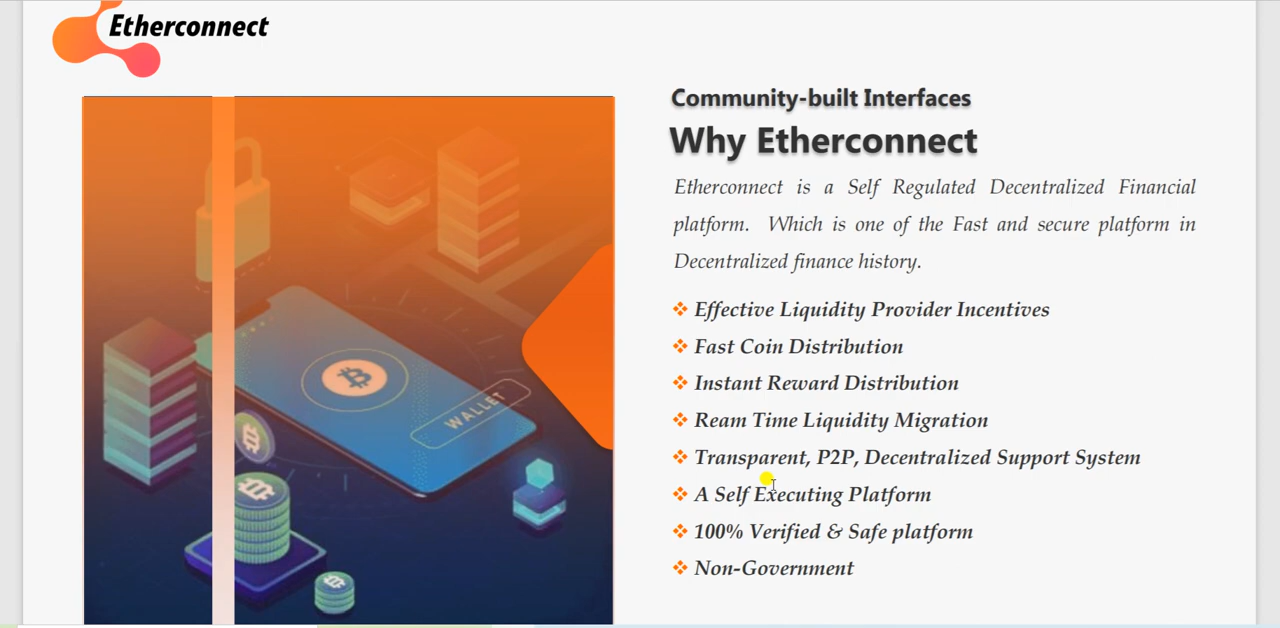 Etherconnect
Community-built Interfaces
Why Etherconnect
Etherconnect is a Self Regulated Decentralized Financial
platform. Which is one of the Fast and secure platform in
Decentralized finance history.
Effective Liquidity Provider Incentives
Fast Coin Distribution
Instant Reward Distribution
Ream Time Liquidity Migration
Transparent, P2P, Decentralized Support System
A Self Executing Platform
100% Verified & Safe platform
Non-Government
WALLET